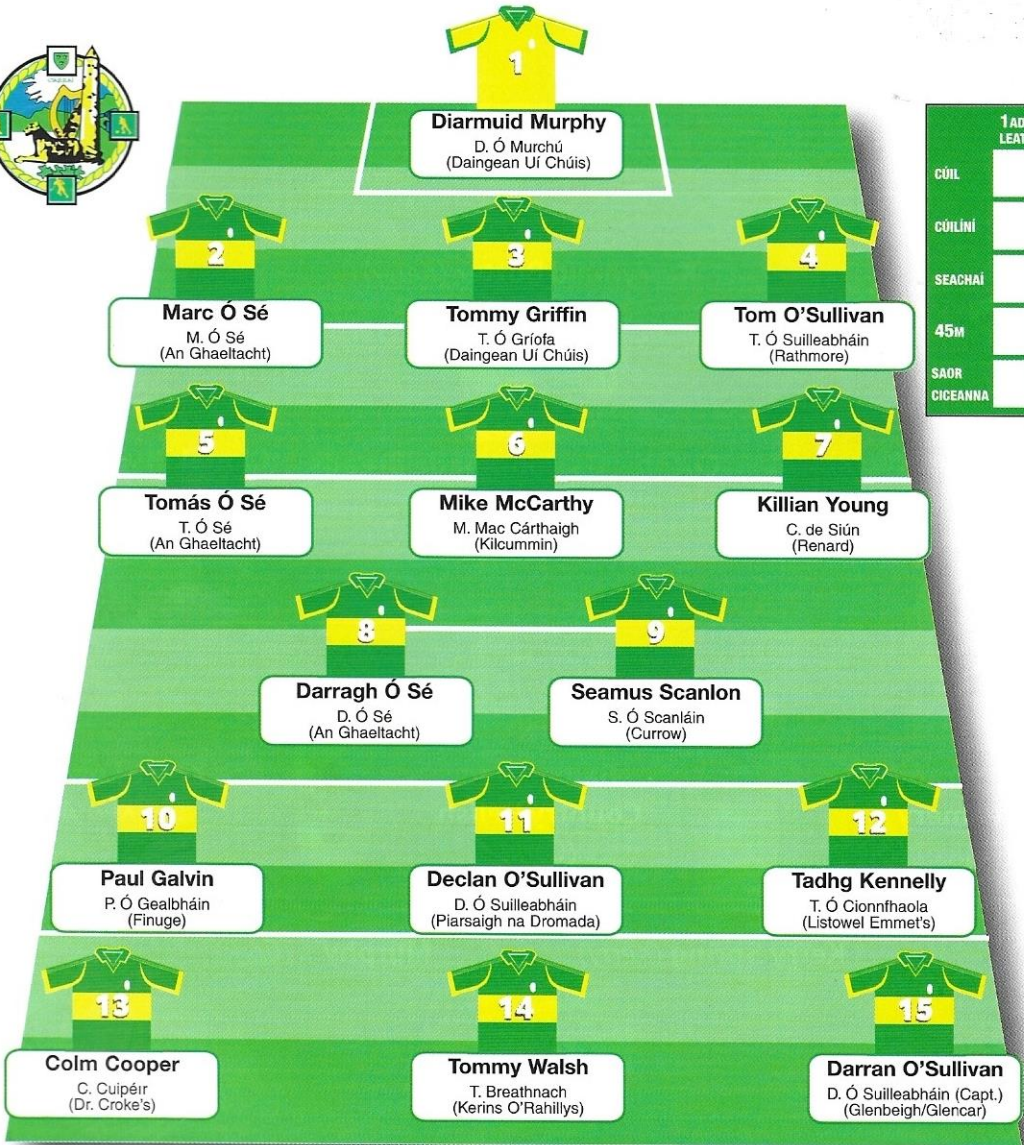 1
Diarmuid Murphy
D. Ó Murchú
(Daingean Uí Chúis)
1 AD
LEAT
CÚIL
CÚILÍNÍ
SEACHAÍ
45M
SAOR
CICEANNA
2
Marc Ó Sé
M. Ó Sé
(An Ghaeltacht)
3
Tommy Griffin
T. Ó Gríofa
(Daingean Uí Chúis)
4
Tom O'Sullivan
T. Ó Suilleabháin
(Rathmore)
5
Tomás Ó Sé
T. Ó Sé
(An Ghaeltacht)
6
Mike McCarthy
M. Mac Cárthaigh
(Kilcummin)
7
Killian Young
C. de Siún
(Renard)
8
Darragh Ó Sé
D. Ó Sé
(An Ghaeltacht)
9
Seamus Scanlon
S. Ó Scanláin
(Currow)
10
Paul Galvin
P. Ó Gealbháin
(Finuge)
11
Declan O'Sullivan
D. Ó Suilleabháin
(Piarsaigh na Dromada)
12
Tadhg Kennelly
T. Ó Cionnfhaola
(Listowel Emmet's)
13
Colm Cooper
C. Cuipéir
(Dr. Croke's)
14
Tommy Walsh
T. Breathnach
(Kerins O'Rahillys)
15
Darran O'Sullivan
D. Ó Suilleabháin (Capt.)
(Glenbeigh/Glencar)